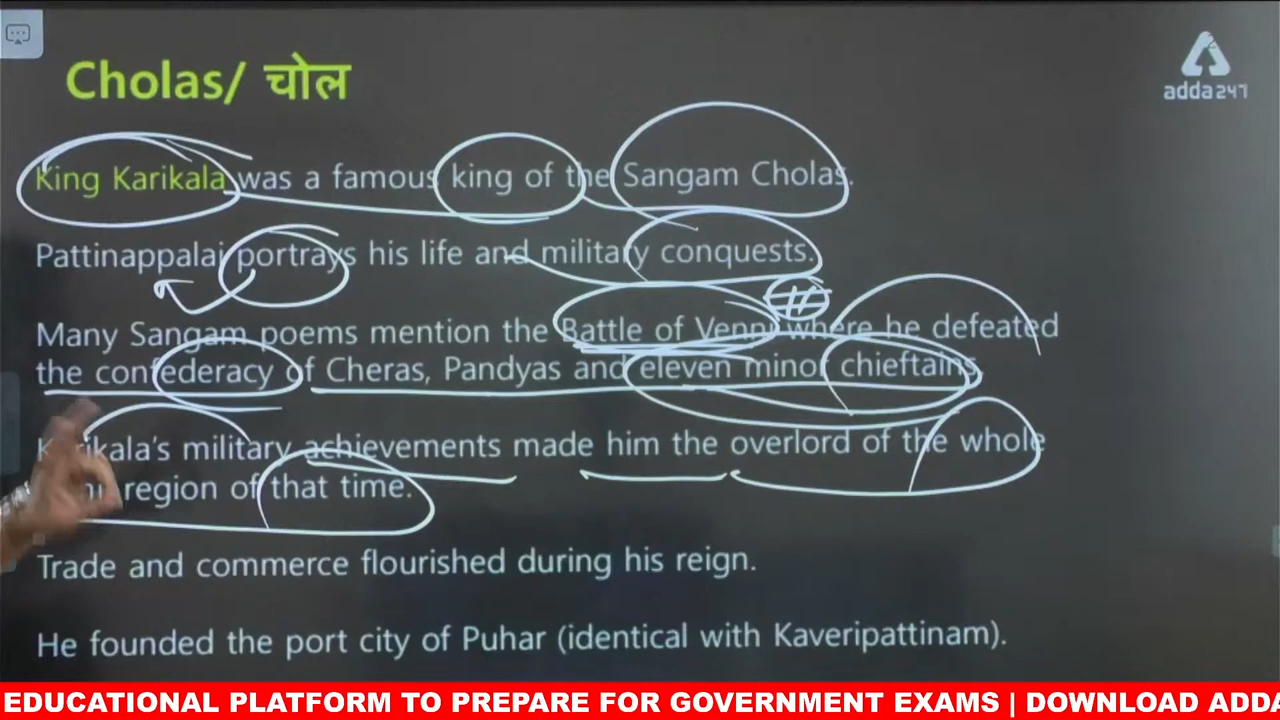 Cholas/ चोल
adda247
King Karikala was a famous king of the Sangam Cholas.
Pattinappalai portrays his life and military conquests.
Many Sangam poems mention the Battle of Venni where he defeated
the confederacy of Cheras, Pandyas and eleven minor chieftains.
Karikala's military achievements made him the overlord of the whole
region of that time.
Trade and commerce flourished during his reign.
He founded the port city of Puhar (identical with Kaveripattinam).
EDUCATIONAL PLATFORM TO PREPARE FOR GOVERNMENT EXAMS | DOWNLOAD ADDA